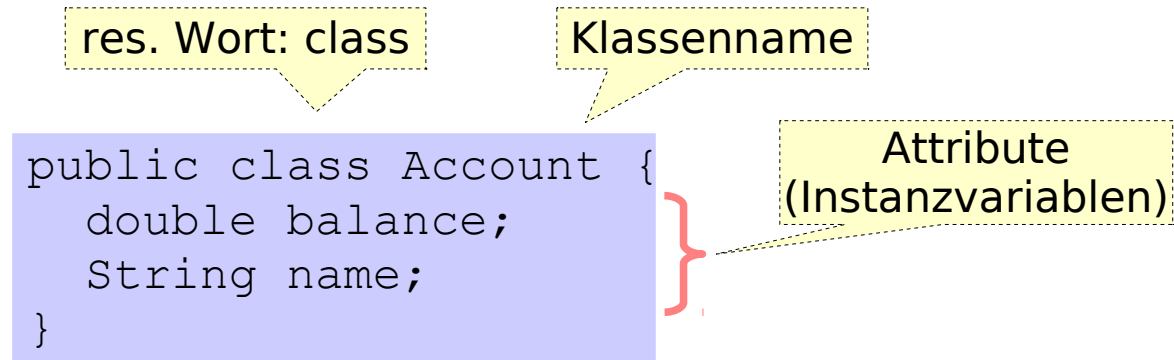 res. Wort: class
Klassenname
Attribute
(Instanzvariablen)
public class Account {
double balance;
String name;
}